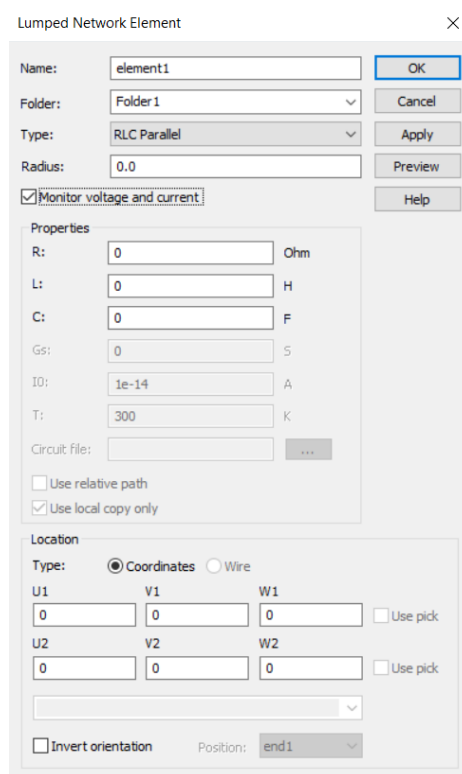 Lumped Network Element
Name: element1 OK
Folder: Folder1 Cancel
Type: RLC Parallel Apply
Radius: 0.0 Preview
Monitor voltage and current Help
Properties
R: 0 Ohm
L: 0 H
C: 0 F
Gs: 0 S
I0: 1e-14 A
T: 300 K
Circuit file: ...
Use relative path
Use local copy only
Location
Type: Coordinates Wire
U1 V1 W1
0 0 0 Use pick
U2 V2 W2
0 0 0 Use pick
Invert orientation Position: end1